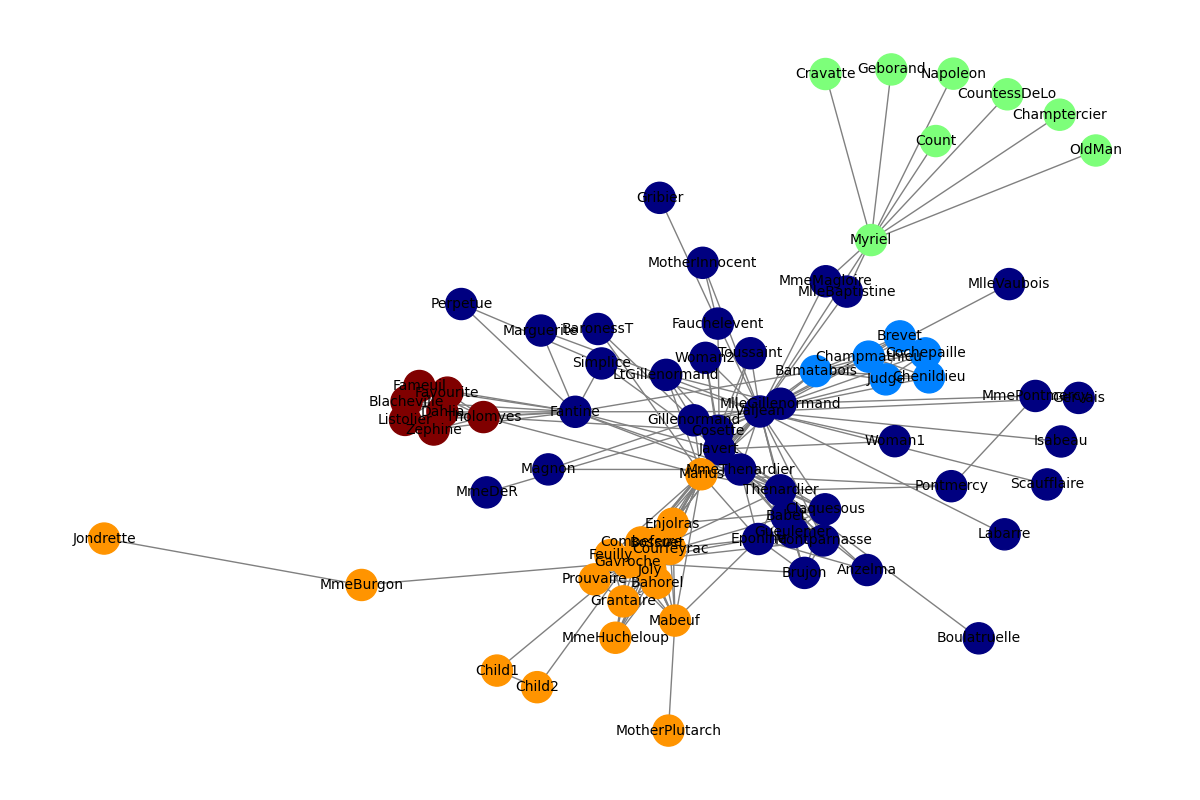 Cravatte
Geborand
Napoleon
CountessDeLo
Champtercier
Count
OldMan
Gribier
Myriel
MotherInnocent
MmeMagloire
MlleBaptistine
MlleVaubois
Perpetue
Marguerite
BaronessT
Fauchelevent
Brevet
Simplice
Woman2
Toussaint
Champmathieu
Cochepaille
LtGillenormand
Bamatabois
Judge
Chenildieu
Fameuil
Favourite
Blacheville
Dahlia
Listolier
Tholomyes
Zephine
Fantine
Gillenormand
MlleGillenormand
Valjean
MmePontmercy
Gervais
Cosette
Javert
Woman1
Isabeau
Magnon
Marius
MmeThenardier
MmeDeR
Thenardier
Pontmercy
Scaufflaire
Babet
Claquesous
Gueulemer
Montparnasse
Eponine
Labarre
Jondrette
Enjolras
Combeferre
Bossuet
Courfeyrac
Feuilly
Gavroche
Joly
Brujon
Anzelma
MmeBurgon
Prouvaire
Bahorel
Grantaire
Mabeuf
MmeHucheloup
Boulatruelle
Child1
Child2
MotherPlutarch